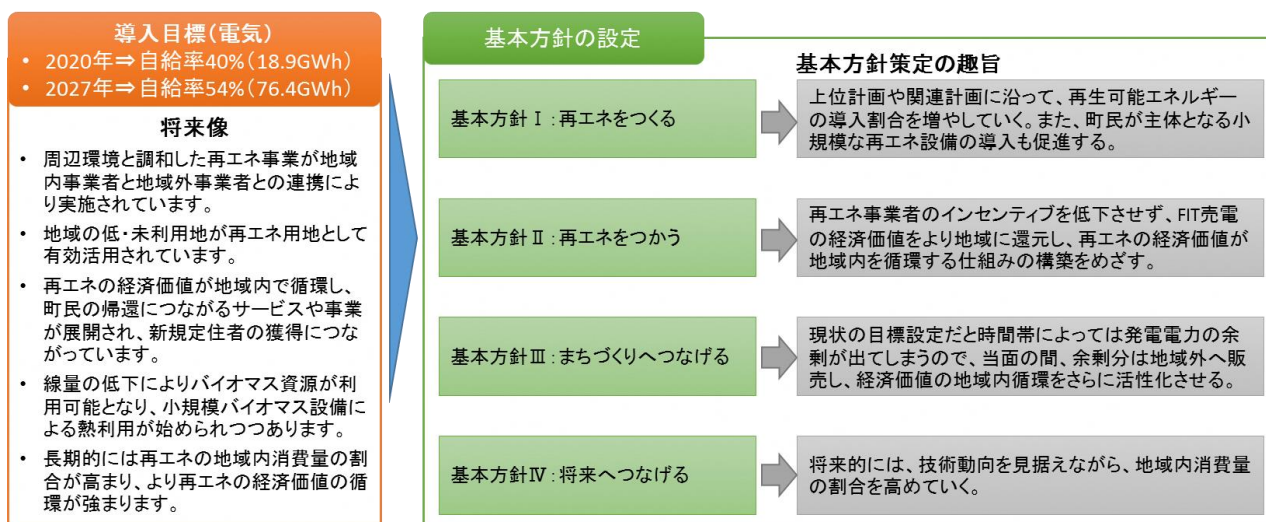 導入目標(電気)
• 2020年⇒自給率40%(18.9GWh)
• 2027年⇒自給率54%(76.4GWh)
将来像
• 周辺環境と調和した再エネ事業が地域
内事業者と地域外事業者との連携によ
り実施されています。
• 地域の低・未利用地が再エネ用地として
有効活用されています。
• 再エネの経済価値が地域内で循環し、
町民の帰還につながるサービスや事業
が展開され、新規定住者の獲得につな
がっています。
• 線量の低下によりバイオマス資源が利
用可能となり、小規模バイオマス設備に
よる熱利用が始められつつあります。
• 長期的には再エネの地域内消費量の割
合が高まり、より再エネの経済価値の循
環が強まります。
基本方針の設定
基本方針策定の趣旨
基本方針Ⅰ:再エネをつくる
上位計画や関連計画に沿って、再生可能エネルギー
の導入割合を増やしていく。また、町民が主体となる小
規模な再エネ設備の導入も促進する。
基本方針Ⅱ:再エネをつかう
再エネ事業者のインセンティブを低下させず、FIT売電
の経済価値をより地域に還元し、再エネの経済価値が
地域内を循環する仕組みの構築をめざす。
基本方針Ⅲ:まちづくりへつなげる
現状の目標設定だと時間帯によっては発電電力の余
剰が出てしまうので、当面の間、余剰分は地域外へ販
売し、経済価値の地域内循環をさらに活性化させる。
基本方針Ⅳ:将来へつなげる
将来的には、技術動向を見据えながら、地域内消費量
の割合を高めていく。